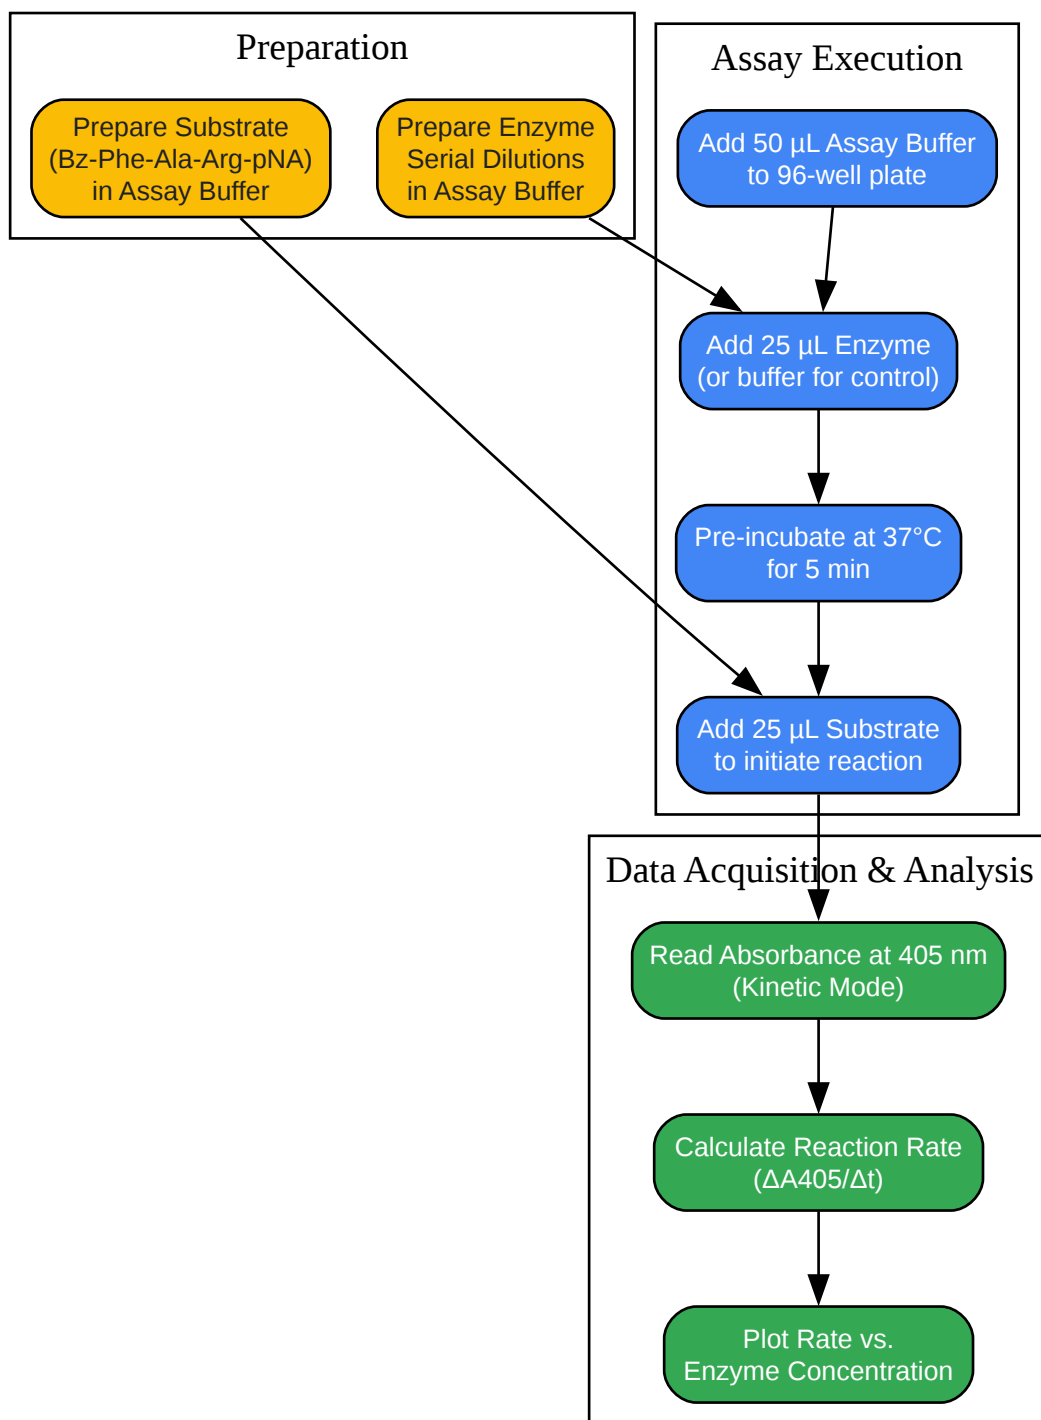 Preparation
Prepare Substrate
(Bz-Phe-Ala-Arg-pNA)
in Assay Buffer
Prepare Enzyme
Serial Dilutions
in Assay Buffer
Assay Execution
Add 50 µL Assay Buffer
to 96-well plate
Add 25 µL Enzyme
(or buffer for control)
Pre-incubate at 37°C
for 5 min
Add 25 µL Substrate
to initiate reaction
Data Acquisition & Analysis
Read Absorbance at 405 nm
(Kinetic Mode)
Calculate Reaction Rate
(ΔA405/Δt)
Plot Rate vs.
Enzyme Concentration